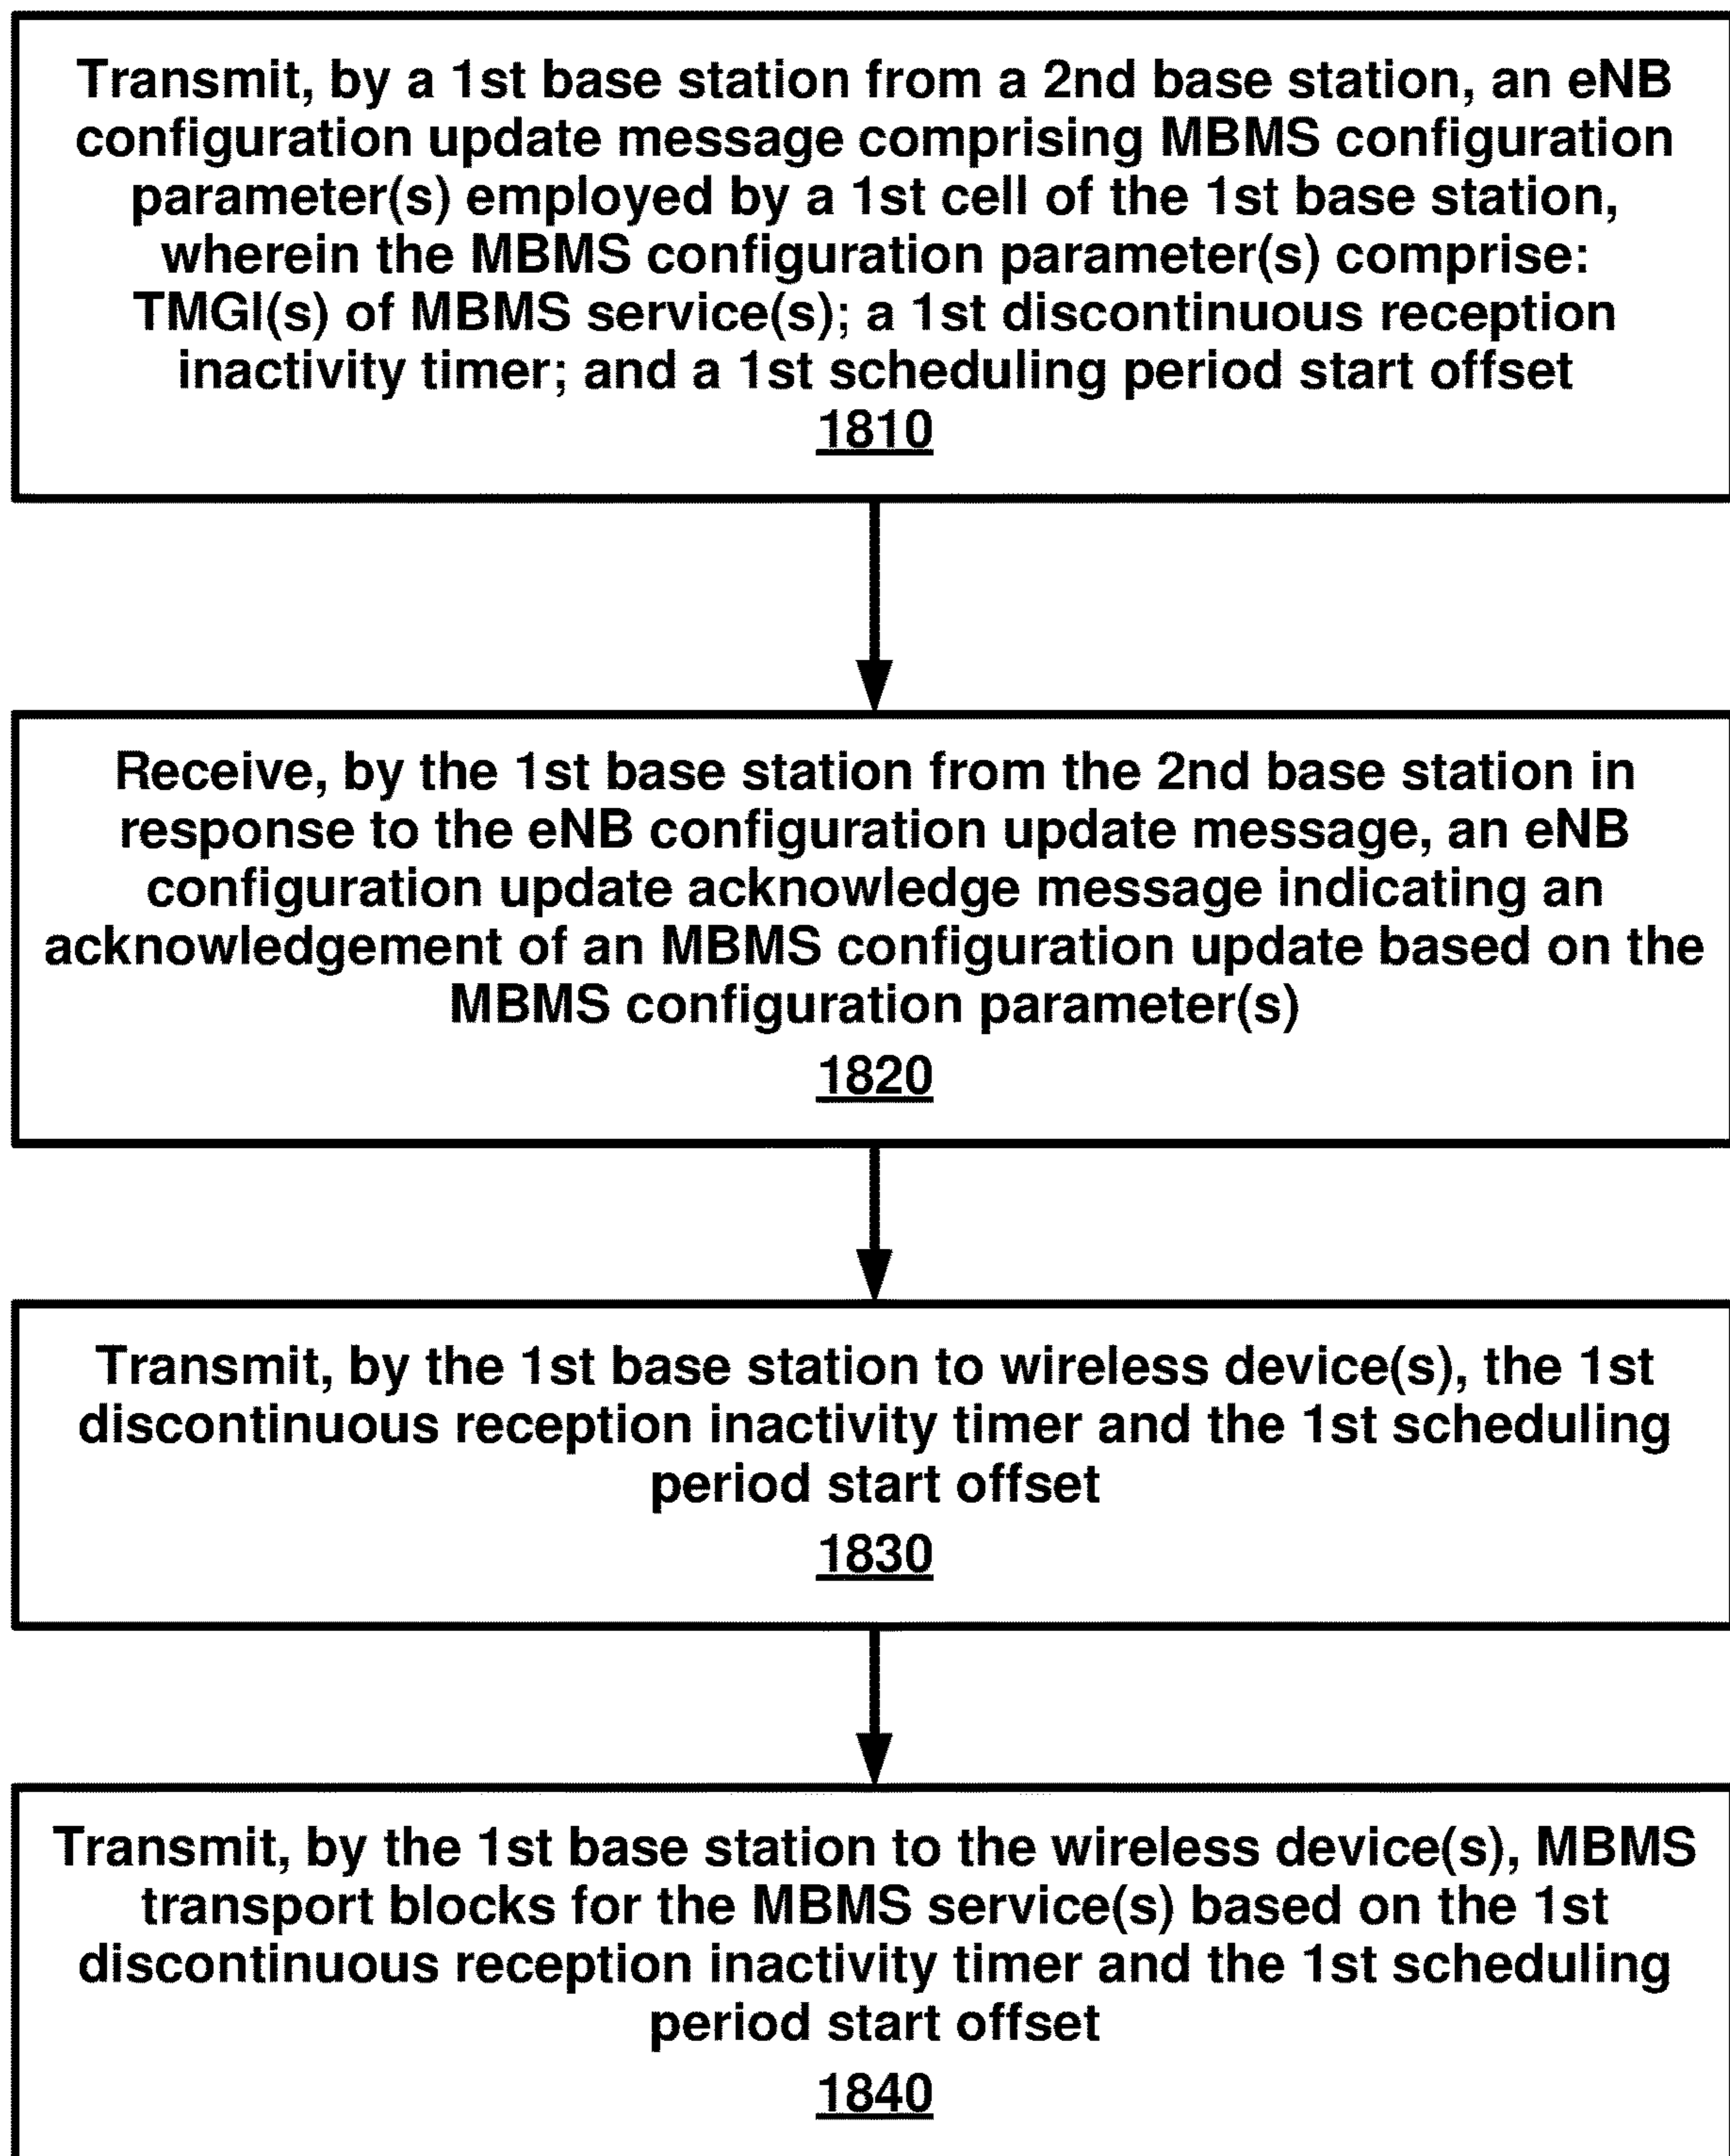 Transmit, by a 1st base station from a 2nd base station, an eNB
configuration update message comprising MBMS configuration
parameter(s) employed by a 1st cell of the 1st base station,
wherein the MBMS configuration parameter(s) comprise:
TMGI(s) of MBMS service(s); a 1st discontinuous reception
inactivity timer; and a 1st scheduling period start offset
1810
Receive, by the 1st base station from the 2nd base station in
response to the eNB configuration update message, an eNB
configuration update acknowledge message indicating an
acknowledgement of an MBMS configuration update based on the
MBMS configuration parameter(s)
1820
Transmit, by the 1st base station to wireless device(s), the 1st
discontinuous reception inactivity timer and the 1st scheduling
period start offset
1830
Transmit, by the 1st base station to the wireless device(s), MBMS
transport blocks for the MBMS service(s) based on the 1st
discontinuous reception inactivity timer and the 1st scheduling
period start offset
1840